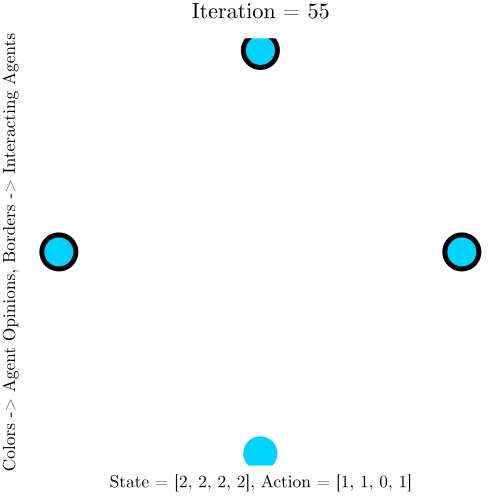 Iteration = 55
Colors -> Agent Opinions, Borders -> Interacting Agents
State = [2, 2, 2, 2], Action = [1, 1, 0, 1]